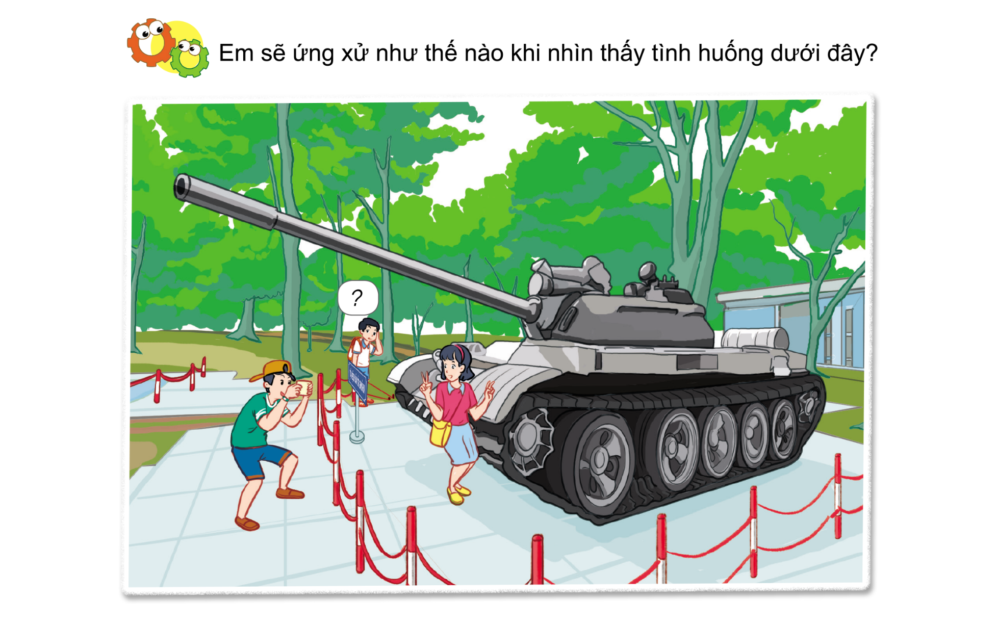 Em sẽ ứng xử như thế nào khi nhìn thấy tình huống dưới đây?
?